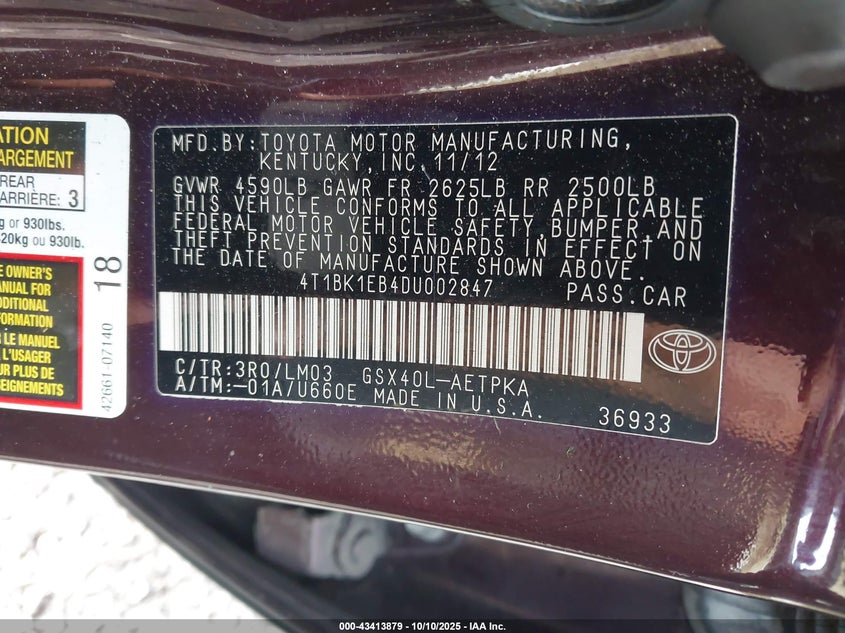 ATION
ARGEMENT
REAR
ARRIÈRE: 3
g or 930lbs.
20kg ou 930lb.
E OWNER'S
FOR
DDITIONAL
FORMATION
R LE MANUEL
L'USAGER
UR PLUS DE
SEIGNEMENTS
18
42661-07140
MFD.BY:TOYOTA MOTOR MANUFACTURING,
KENTUCKY,INC.11/12
GVWR 4590LB GAWR FR 2625LB RR 2500LB
THIS VEHICLE CONFORMS TO ALL APPLICABLE
FEDERAL MOTOR VEHICLE SAFETY,BUMPER,AND
THEFT PREVENTION STANDARDS IN EFFECT ON
THE DATE OF MANUFACTURE SHOWN ABOVE.
4T1BK1EB4DU002847 PASS.CAR
C/TR:3R0/LM03 GSX40L-AETPKA
A/TM:-01A/U660E MADE IN U.S.A.
36933
000-43413879 - 10/10/2025 - IAA Inc.